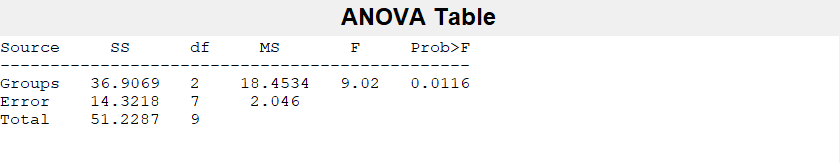 ANOVA Table
Source SS df MS F Prob>F
-----------------------------------------------
Groups 36.9069 2 18.4534 9.02 0.0116
Error 14.3218 7 2.046
Total 51.2287 9